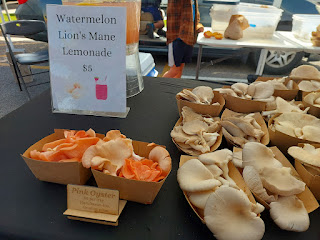 Watermelon
Lion's Mane
Lemonade
$5
Pink Oyster